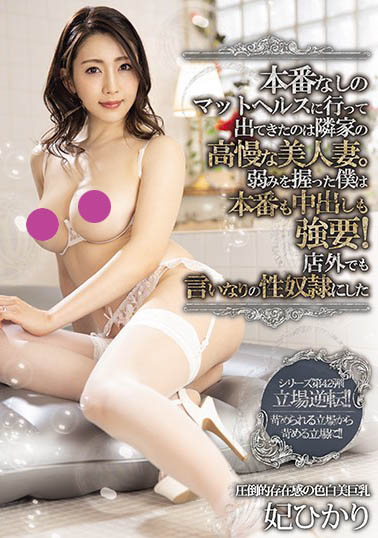 本番なしの
マットヘルスに行って
出てきたのは隣家の
高慢な美人妻。
弱みを握った僕は
本番も中出しも
強要!
店外でも
言いなりの性奴隷にした
シリーズ第42弾
立場逆転!!
苛められる立場から
苛める立場に!!
圧倒的存在感の色白美巨乳
妃ひかり